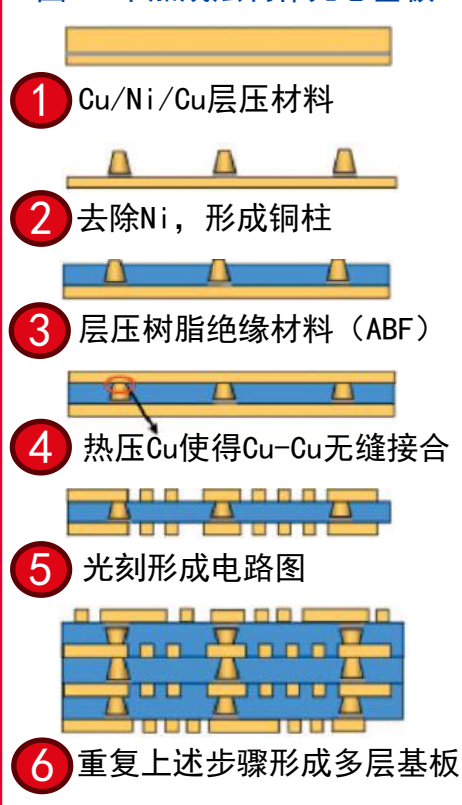 1 Cu/Ni/Cu层压材料
2 去除Ni，形成铜柱
3 层压树脂绝缘材料（ABF）
4 热压Cu使得Cu-Cu无缝接合
5 光刻形成电路图
6 重复上述步骤形成多层基板